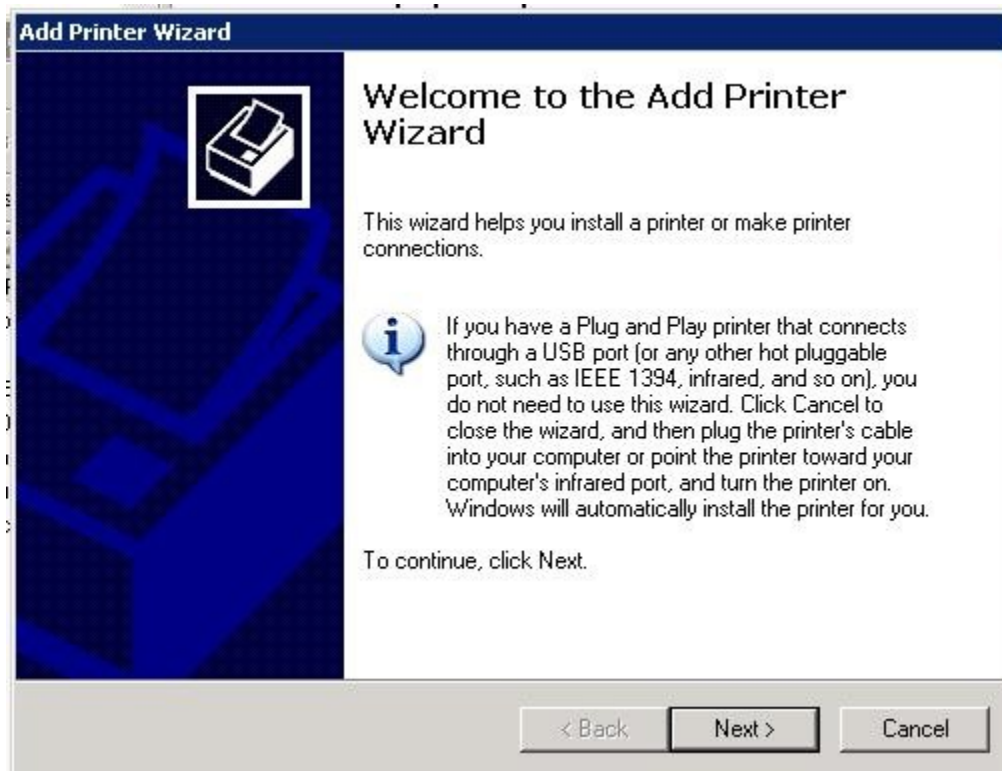 Add Printer Wizard
Welcome to the Add Printer
Wizard
This wizard helps you install a printer or make printer
connections.
If you have a Plug and Play printer that connects
through a USB port (or any other hot pluggable
port, such as IEEE 1394, infrared, and so on), you
do not need to use this wizard. Click Cancel to
close the wizard, and then plug the printer's cable
into your computer or point the printer toward your
computer's infrared port, and turn the printer on.
Windows will automatically install the printer for you.
To continue, click Next.
< Back
Next >
Cancel